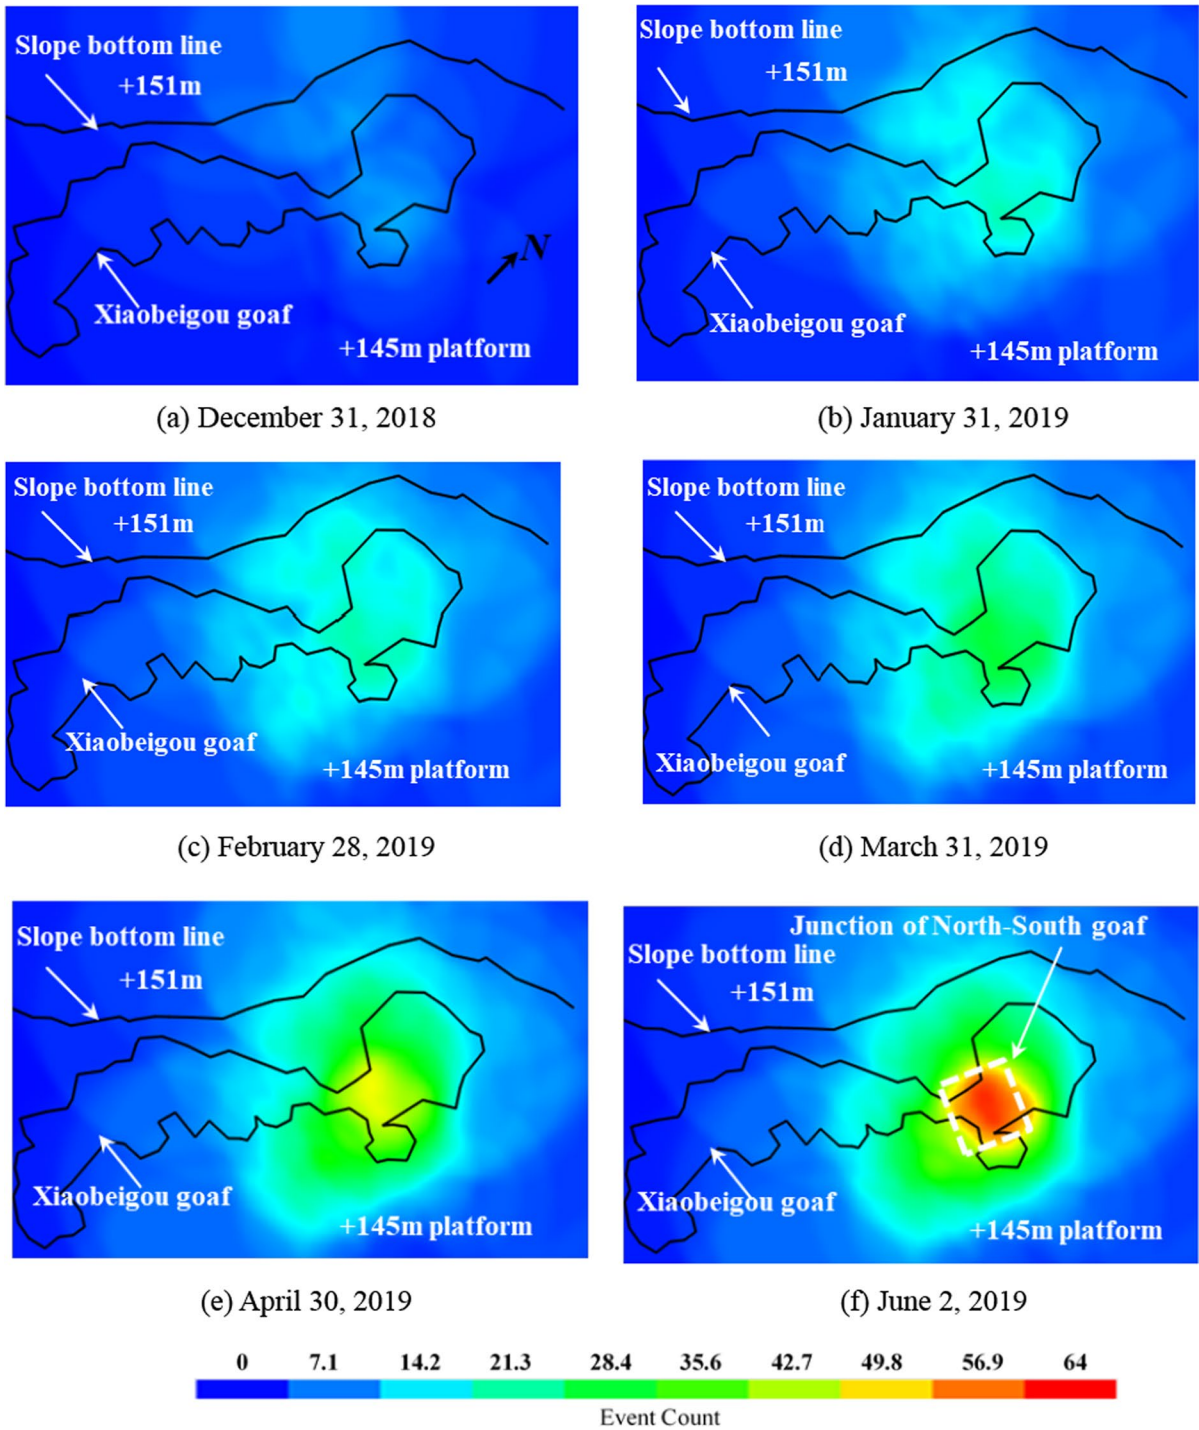 Slope bottom line
+151m
N
Xiaobeigou goaf
+145m platform
(a) December 31, 2018
Slope bottom line
+151m
Xiaobeigou goaf
+145m platform
(b) January 31, 2019
Slope bottom line
+151m
Xiaobeigou goaf
+145m platform
(c) February 28, 2019
Slope bottom line
+151m
Xiaobeigou goaf
+145m platform
(d) March 31, 2019
Slope bottom line
+151m
Xiaobeigou goaf
+145m platform
(e) April 30, 2019
Junction of North-South goaf
Slope bottom line
+151m
Xiaobeigou goaf
+145m platform
(f) June 2, 2019
0 7.1 14.2 21.3 28.4 35.6 42.7 49.8 56.9 64
Event Count